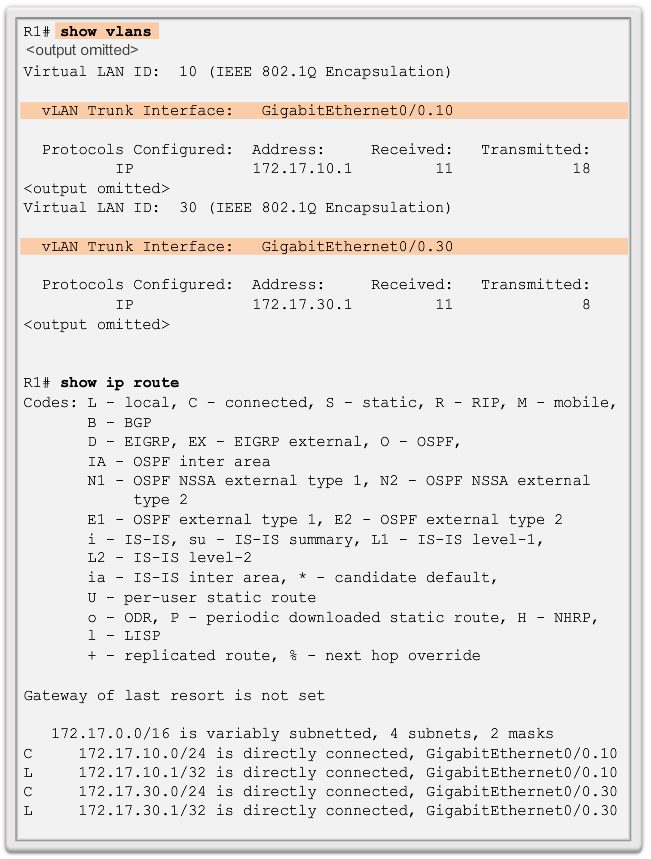 R1# show vlans
<output omitted>
Virtual LAN ID: 10 (IEEE 802.1Q Encapsulation)
vLAN Trunk Interface: GigabitEthernet0/0.10
Protocols Configured: Address: Received: Transmitted:
IP 172.17.10.1 11 18
<output omitted>
Virtual LAN ID: 30 (IEEE 802.1Q Encapsulation)
vLAN Trunk Interface: GigabitEthernet0/0.30
Protocols Configured: Address: Received: Transmitted:
IP 172.17.30.1 11 8
<output omitted>
R1# show ip route
Codes: L - local, C - connected, S - static, R - RIP, M - mobile,
B - BGP
D - EIGRP, EX - EIGRP external, O - OSPF,
IA - OSPF inter area
N1 - OSPF NSSA external type 1, N2 - OSPF NSSA external
type 2
E1 - OSPF external type 1, E2 - OSPF external type 2
i - IS-IS, su - IS-IS summary, L1 - IS-IS level-1,
L2 - IS-IS level-2
ia - IS-IS inter area, * - candidate default,
U - per-user static route
o - ODR, P - periodic downloaded static route, H - NHRP,
l - LISP
+ - replicated route, % - next hop override
Gateway of last resort is not set
172.17.0.0/16 is variably subnetted, 4 subnets, 2 masks
C 172.17.10.0/24 is directly connected, GigabitEthernet0/0.10
L 172.17.10.1/32 is directly connected, GigabitEthernet0/0.10
C 172.17.30.0/24 is directly connected, GigabitEthernet0/0.30
L 172.17.30.1/32 is directly connected, GigabitEthernet0/0.30